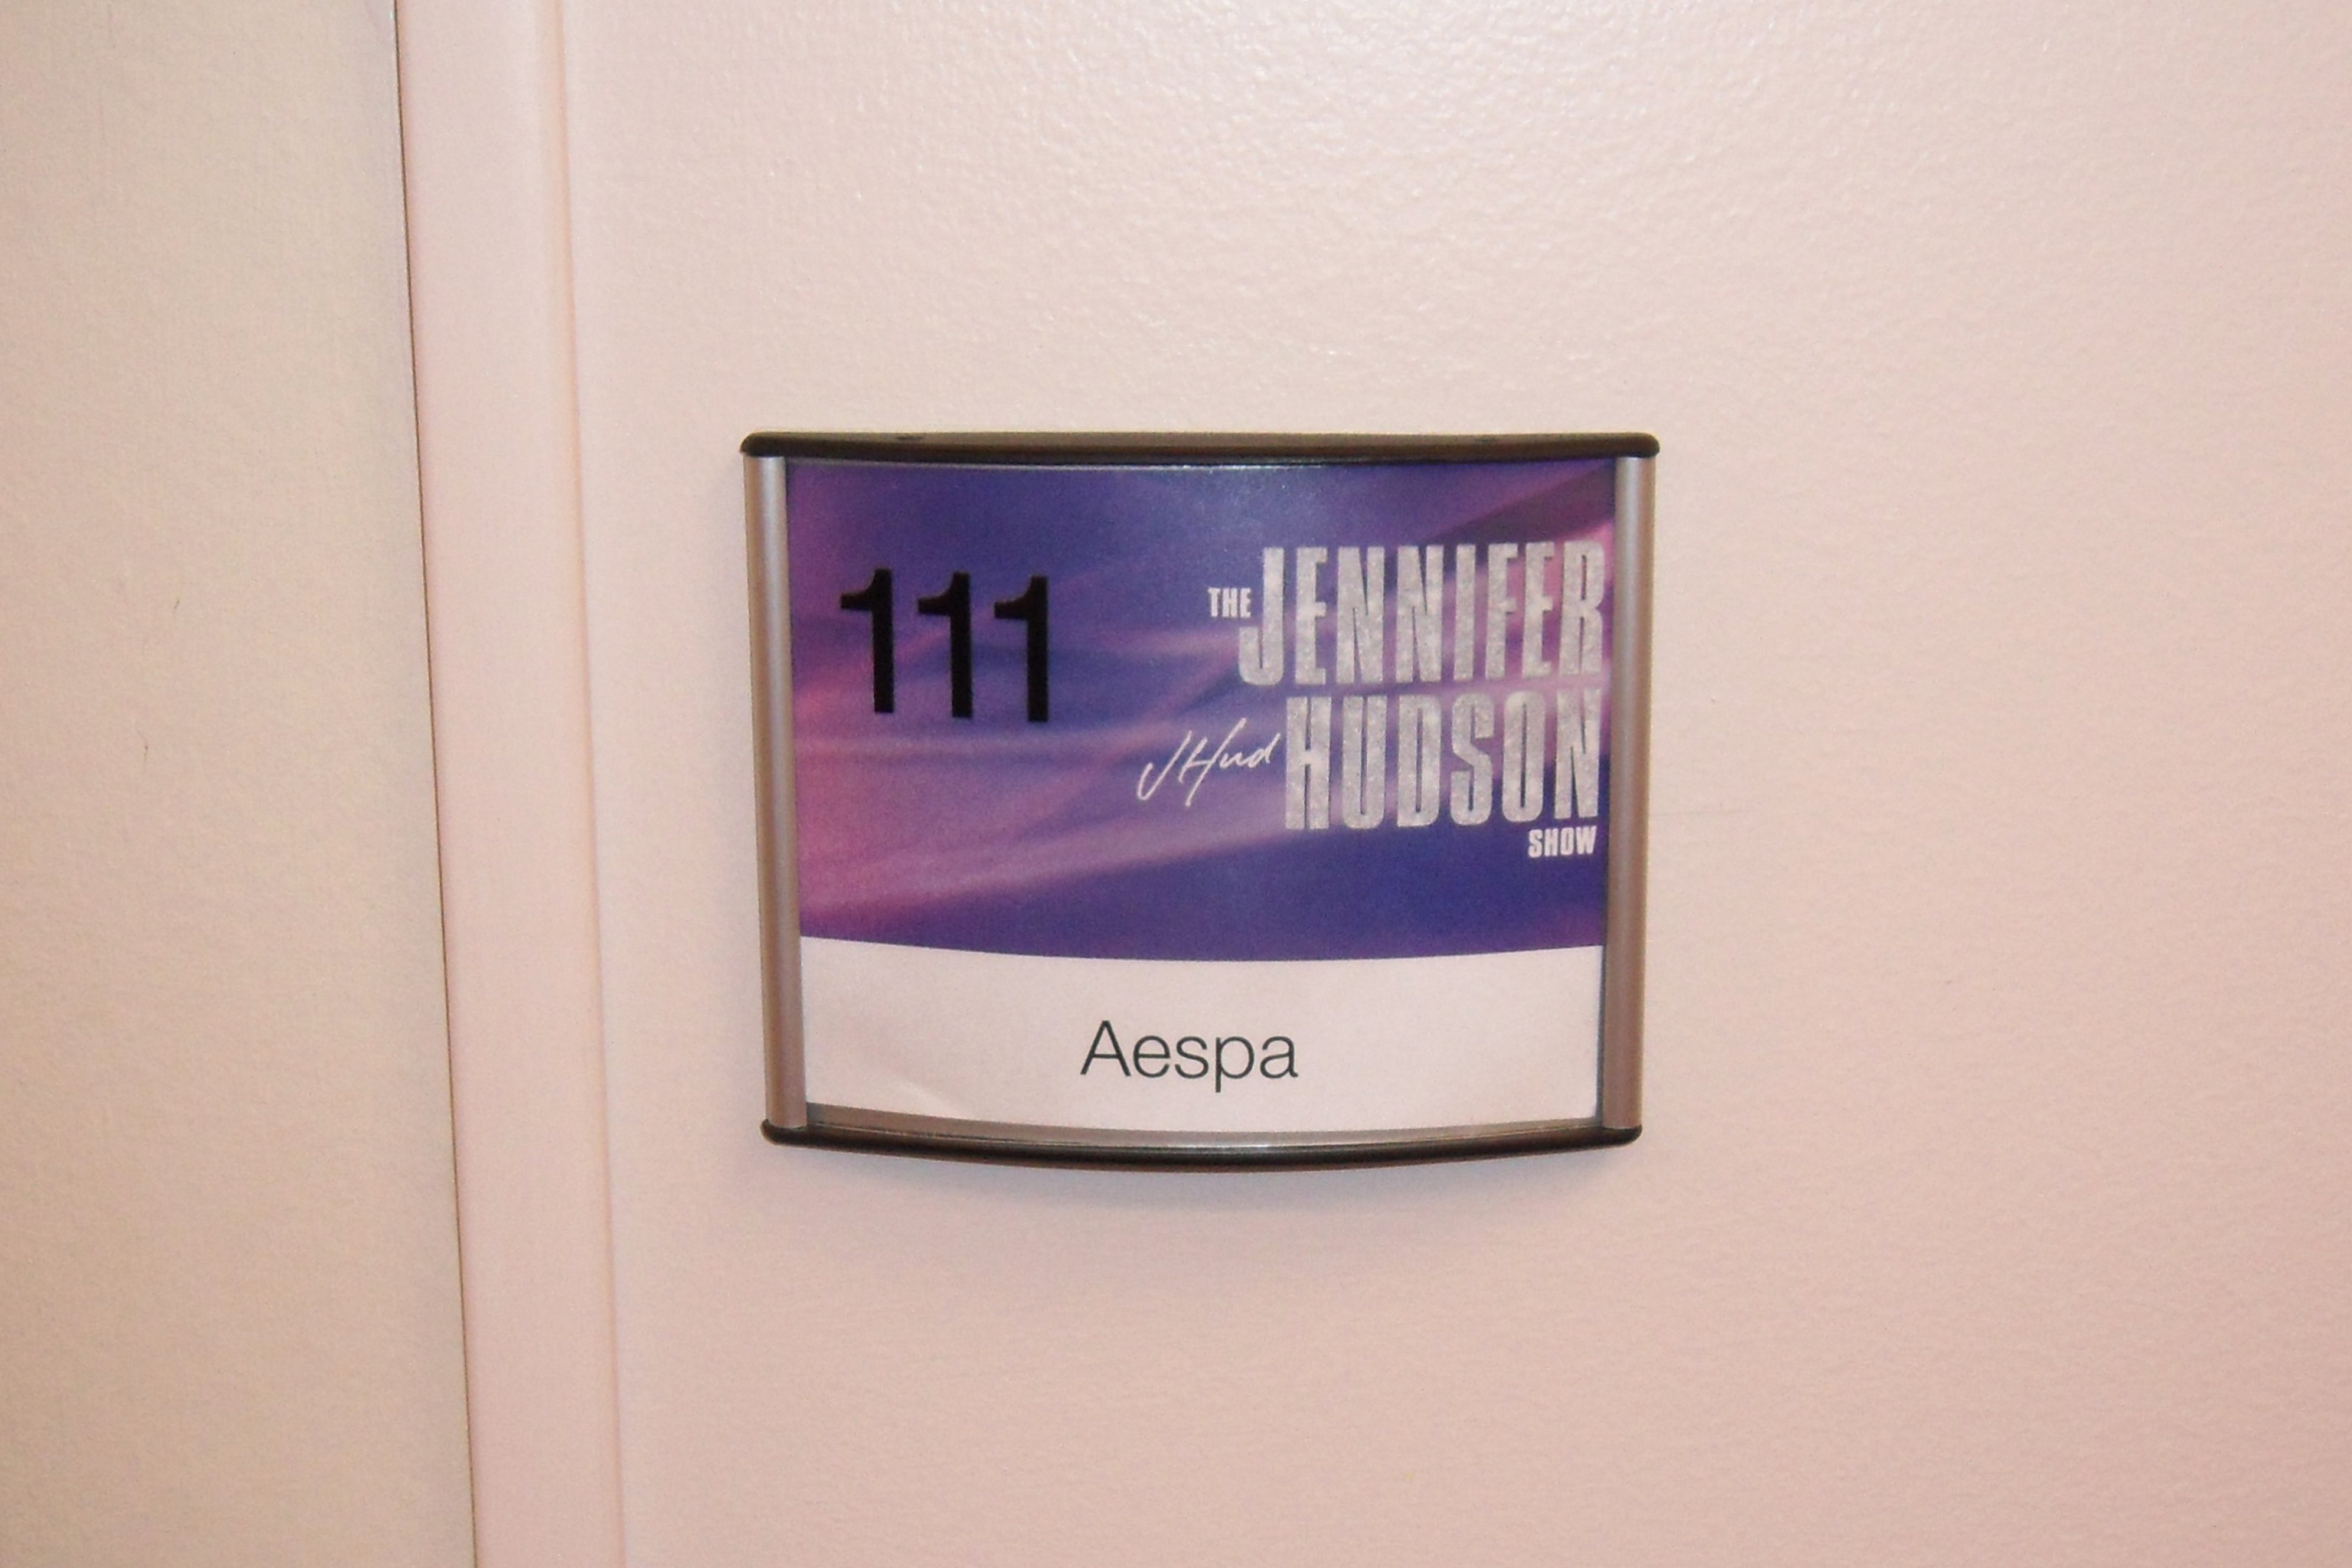 111
THE JENNIFER
JHud HUDSON
SHOW
Aespa